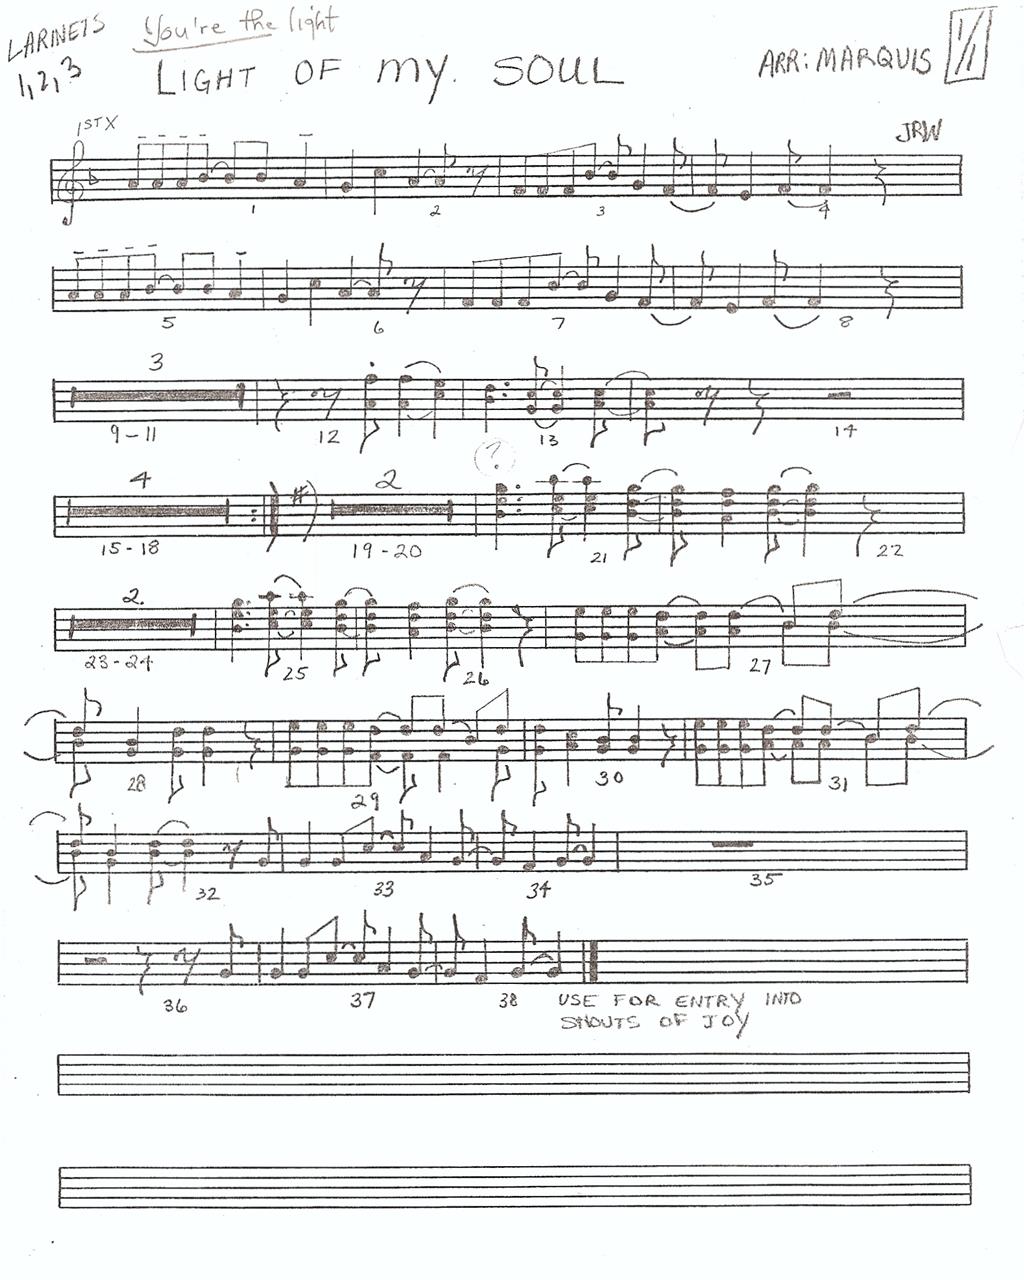 LARINETS You're the light
1,2,3 LIGHT OF MY. SOUL ARR: MARQUIS 1/1
1ST X JRW
1 2 3 4
5 6 7 8
3
9-11 12 13 14
?
4 2
15-18 19-20 21 22
2.
23-24 25 26 27
28 29 30 31
32 33 34 35
36 37 38 USE FOR ENTRY INTO
SHOUTS OF JOY